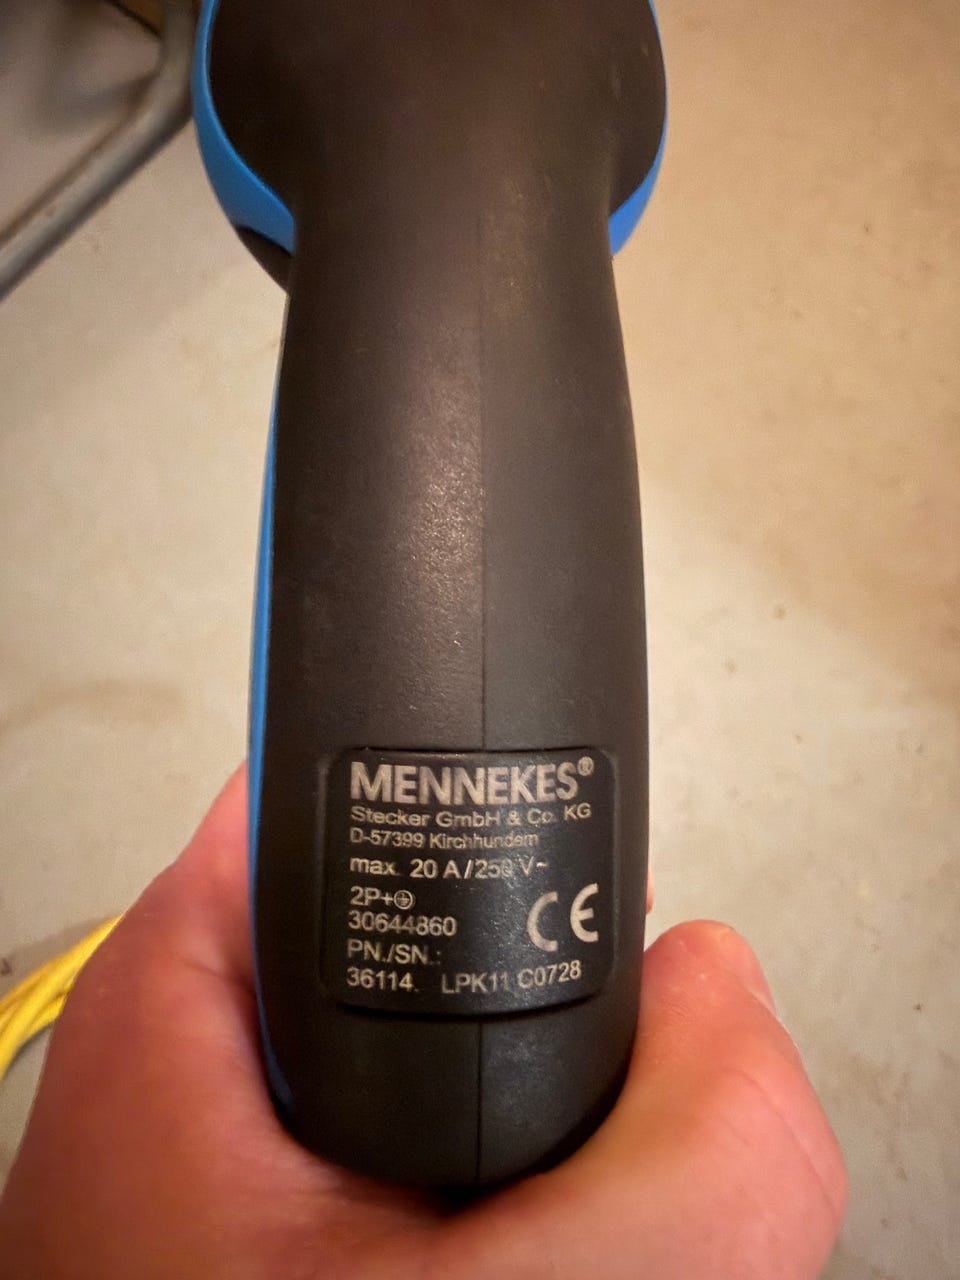 MENNEKES®
Stecker GmbH & Co. KG
D-57399 Kirchhundem
max. 20 A/250 V~
2P+⏚
30644860
PN./SN.:
36114. LPK11 C0728
CE